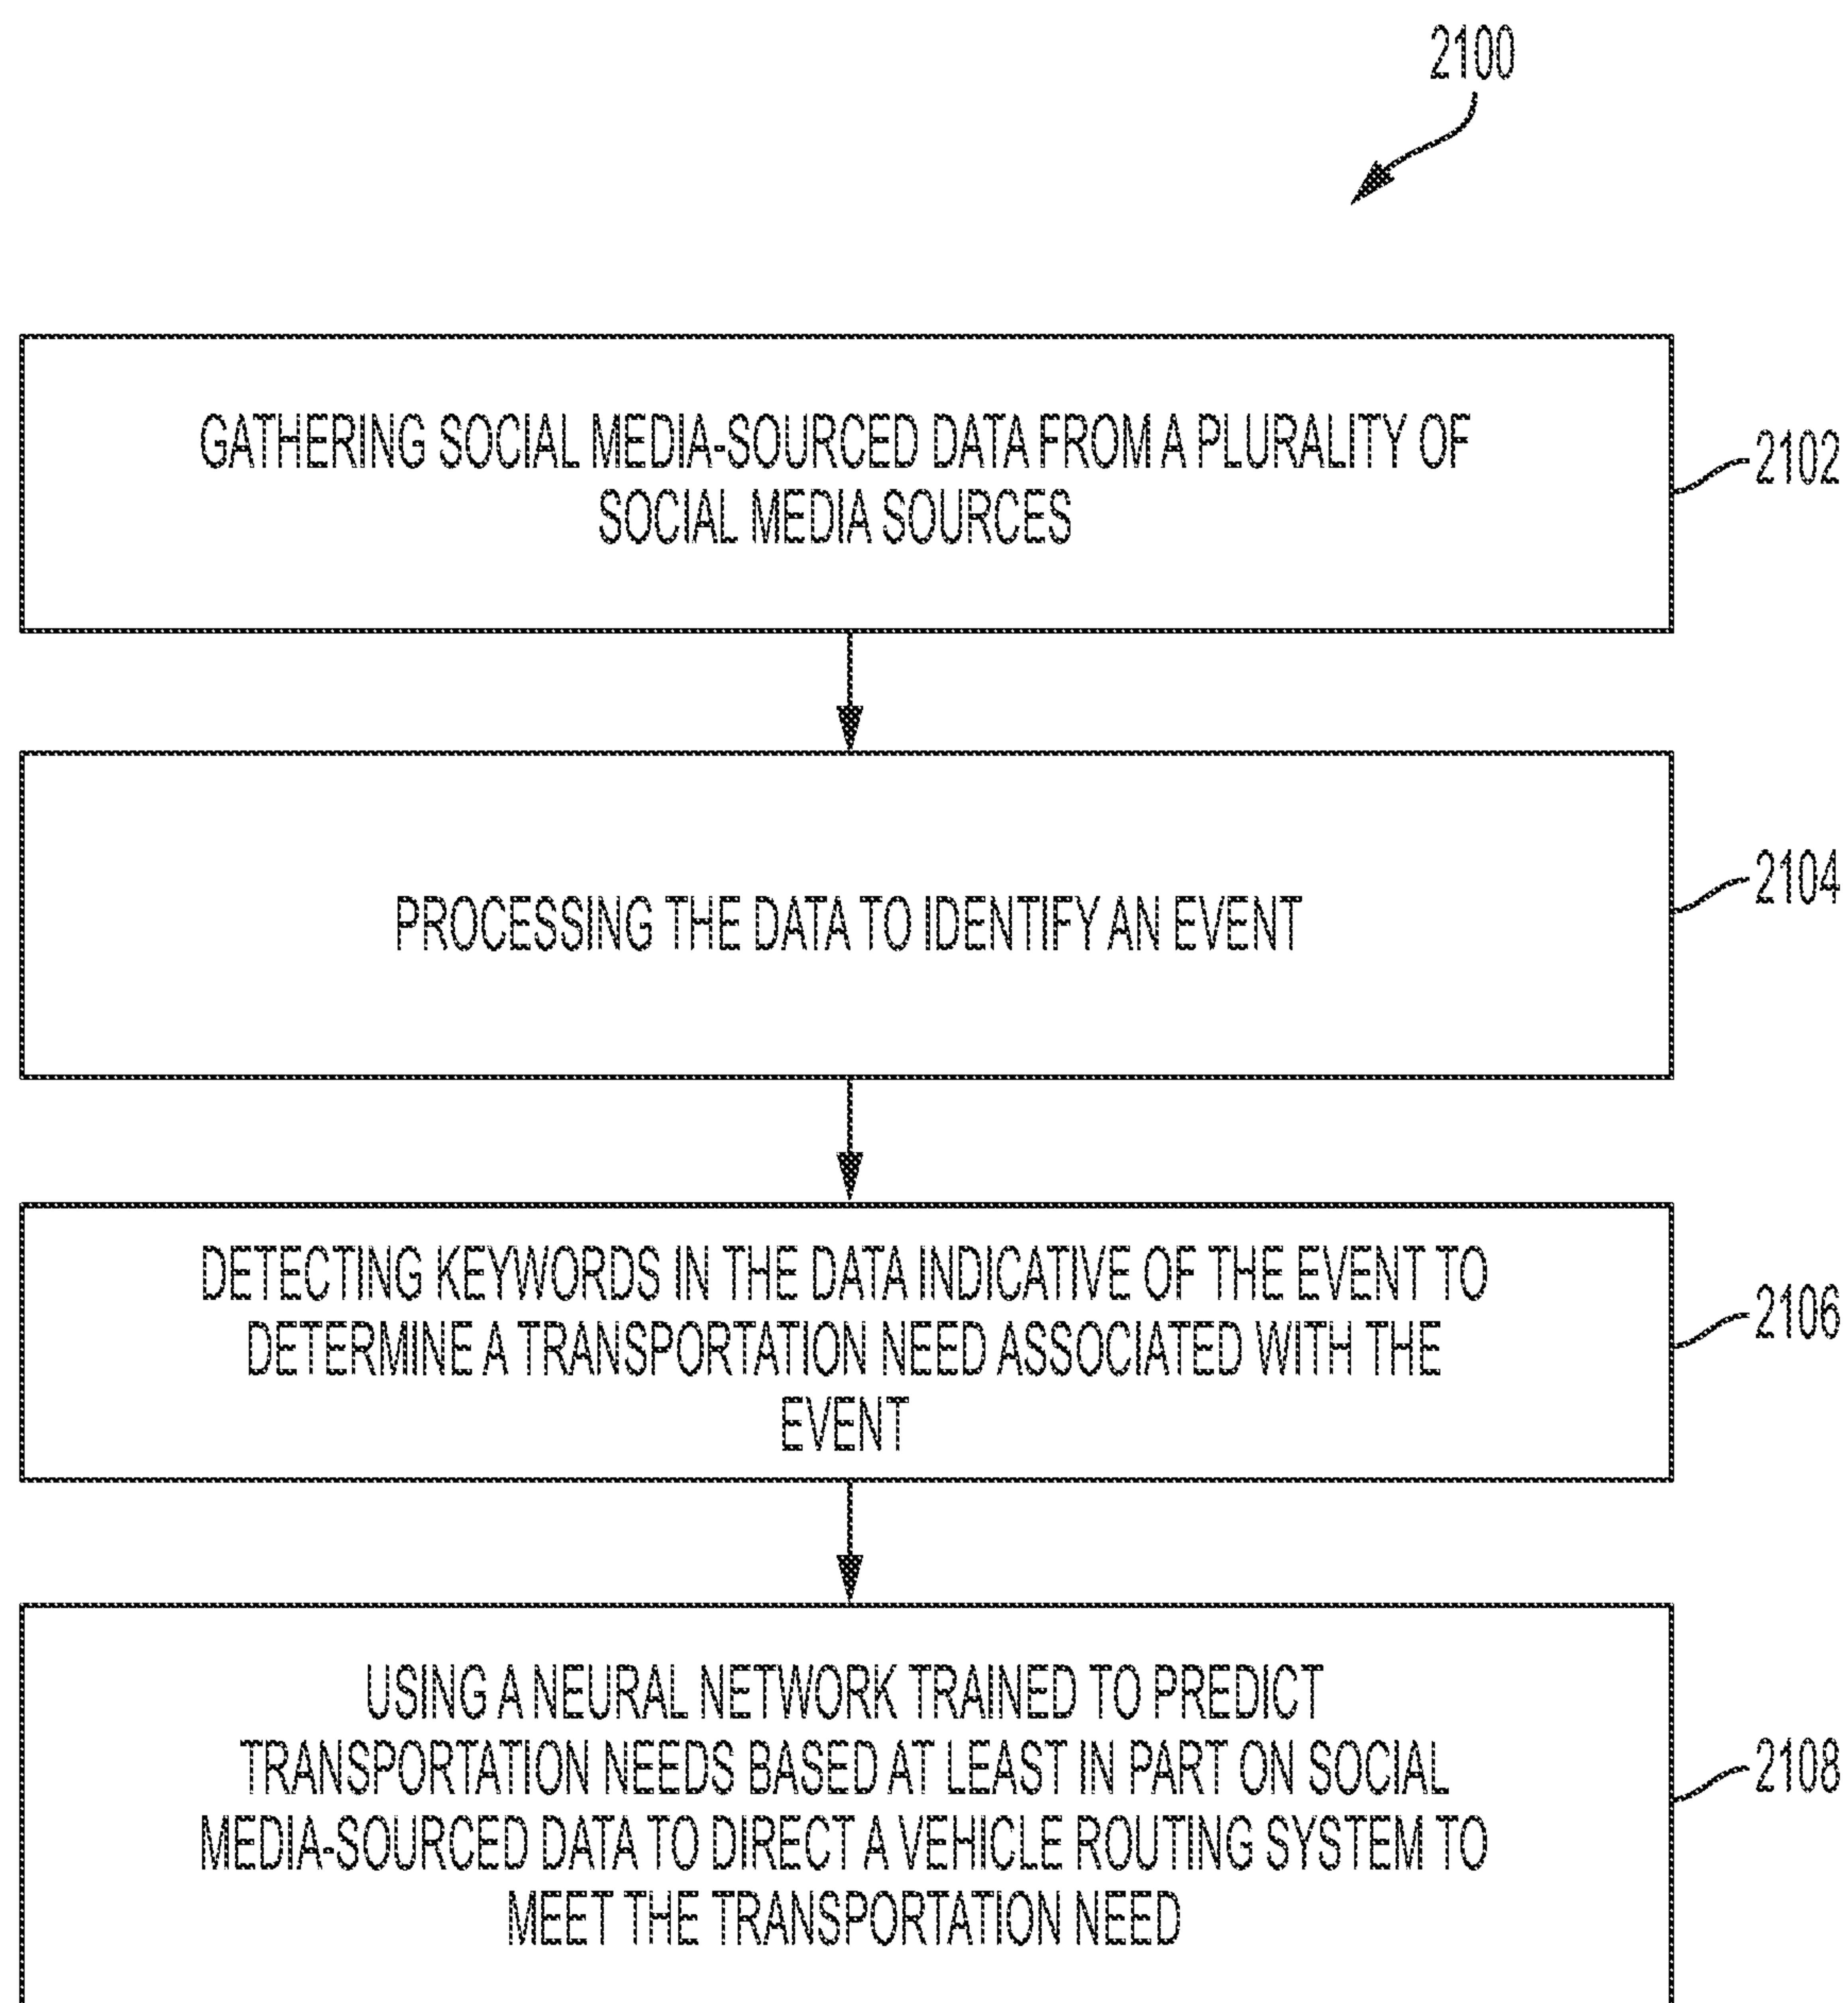 2100
GATHERING SOCIAL MEDIA-SOURCED DATA FROM A PLURALITY OF
SOCIAL MEDIA SOURCES
2102
PROCESSING THE DATA TO IDENTIFY AN EVENT
2104
DETECTING KEYWORDS IN THE DATA INDICATIVE OF THE EVENT TO
DETERMINE A TRANSPORTATION NEED ASSOCIATED WITH THE
EVENT
2106
USING A NEURAL NETWORK TRAINED TO PREDICT
TRANSPORTATION NEEDS BASED AT LEAST IN PART ON SOCIAL
MEDIA-SOURCED DATA TO DIRECT A VEHICLE ROUTING SYSTEM TO
MEET THE TRANSPORTATION NEED
2108